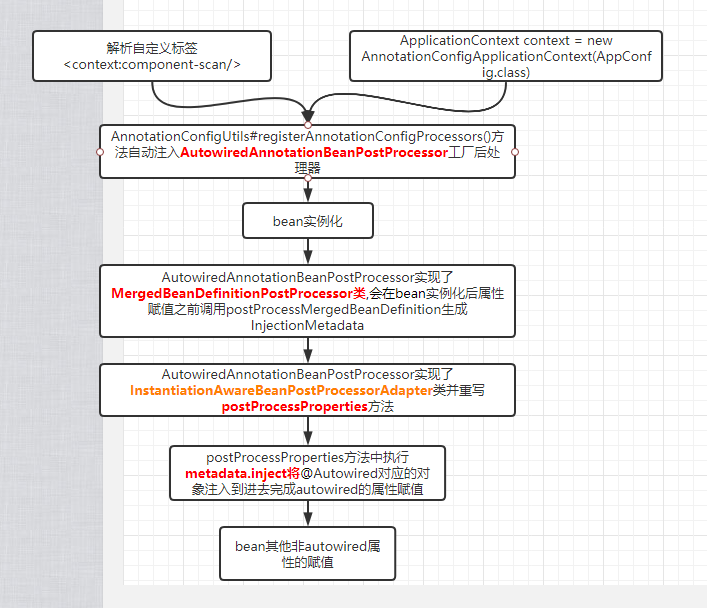 解析自定义标签
<context:component-scan/>
ApplicationContext context = new
AnnotationConfigApplicationContext(AppConf
ig.class)
AnnotationConfigUtils#registerAnnotationConfigProcessors()方
法自动注入AutowiredAnnotationBeanPostProcessor工厂后处
理器
bean实例化
AutowiredAnnotationBeanPostProcessor实现了
MergedBeanDefinitionPostProcessor类,会在bean实例化后属性
赋值之前调用postProcessMergedBeanDefinition生成
InjectionMetadata
AutowiredAnnotationBeanPostProcessor实现了
InstantiationAwareBeanPostProcessorAdapter类并重写
postProcessProperties方法
postProcessProperties方法中执行
metadata.inject将@Autowired对应的对
象注入到进去完成autowired的属性赋值
bean其他非autowired属
性的赋值